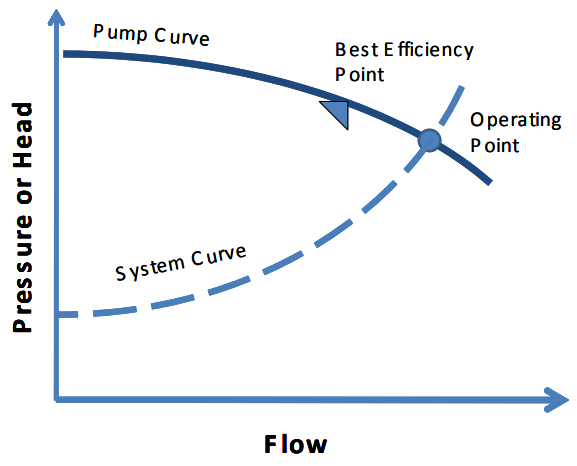 Pump Curve
Best Efficiency
Point
Operating
Point
System Curve
Pressure or Head
Flow